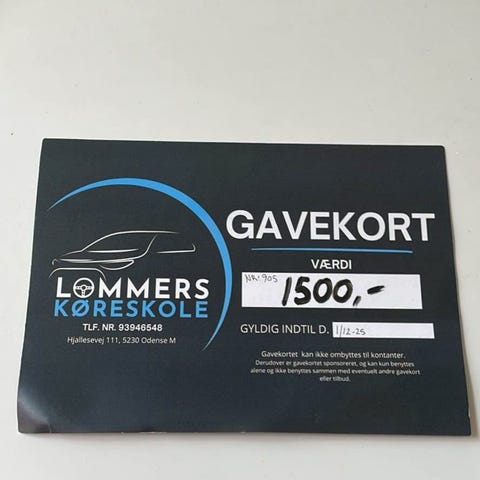 GAVEKORT
VÆRDI
NR: 905
1500,-
GYLDIG INDTIL D. 1/12-25
Gavekortet kan ikke ombyttes til kontanter.
Derudover er gavekortet sponsoreret, og kan kun benyttes
alene og ikke benyttes sammen med eventuelt andre gavekort
eller tilbud.
LOMMERS
KØRESKOLE
TLF. NR. 93946548
Hjallesevej 111, 5230 Odense M